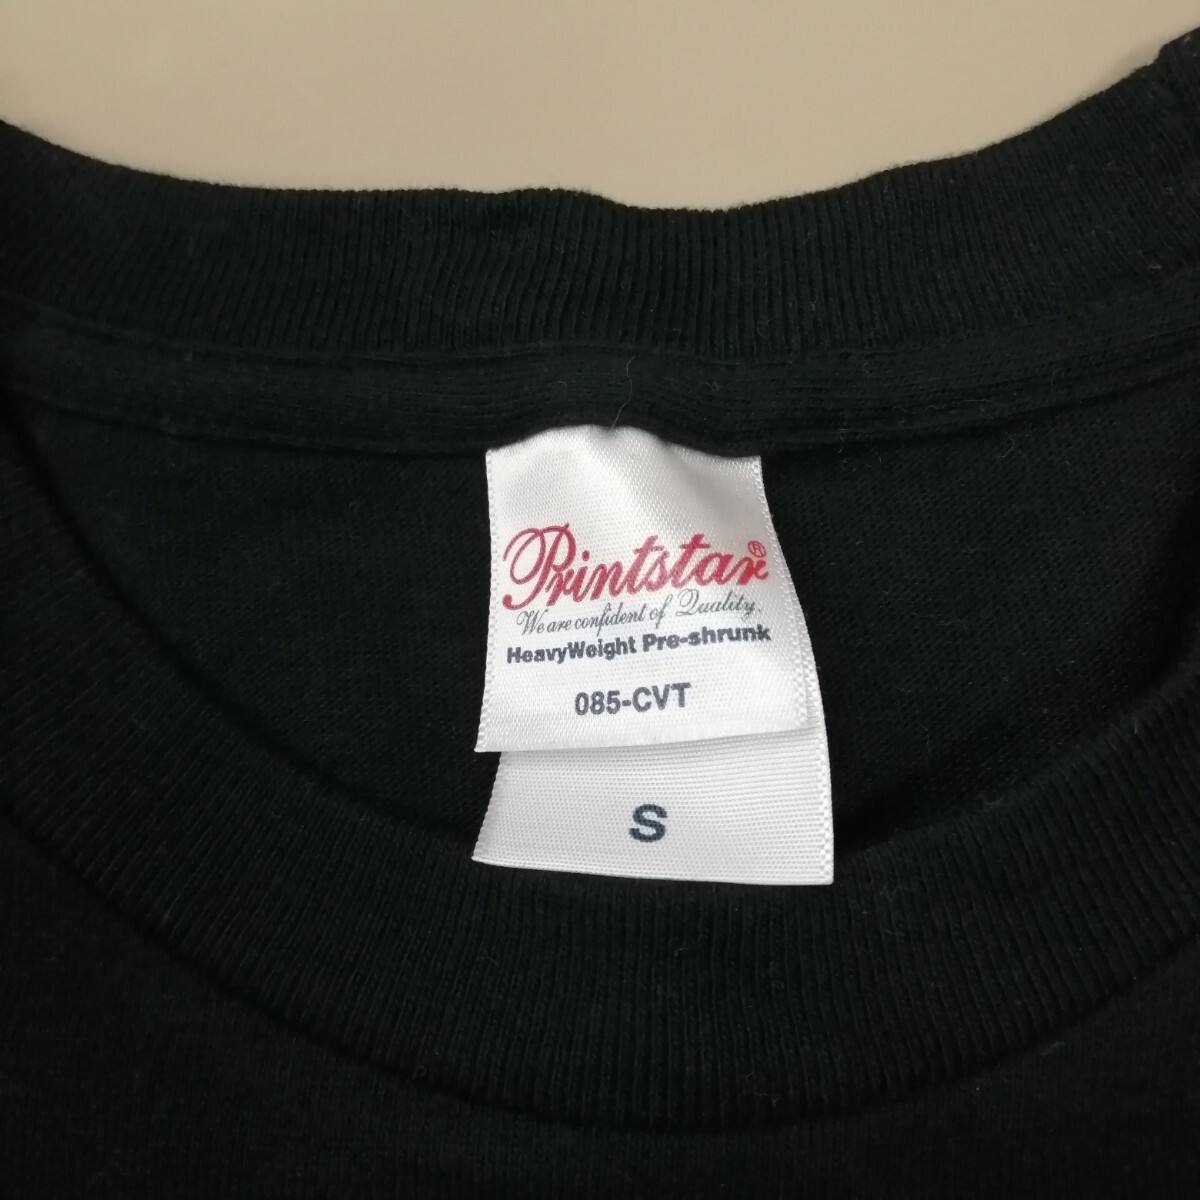 Printstar®
We are confident of Quality.
HeavyWeight Pre-shrunk
085-CVT
S